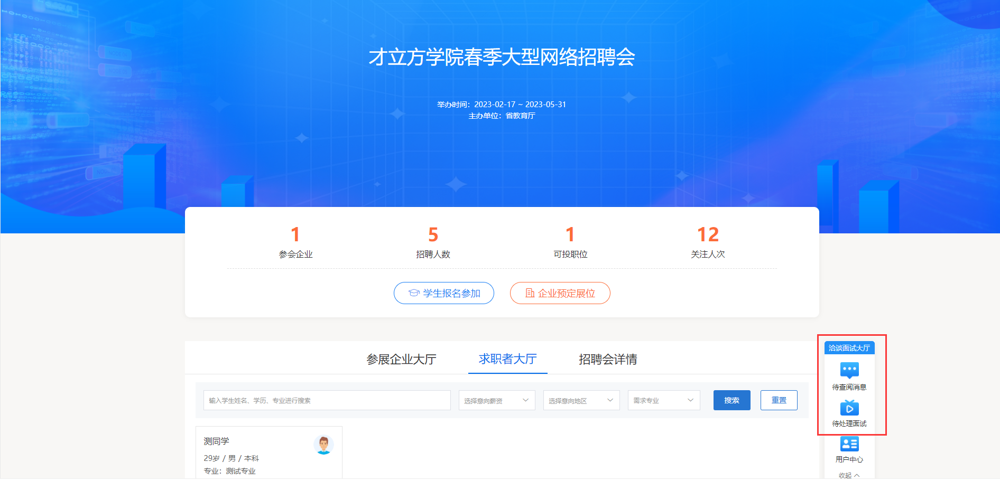 才立方学院春季大型网络招聘会
举办时间：2023-02-17 ~ 2023-05-31
主办单位：省教育厅
1
参会企业
5
招聘人数
1
可投职位
12
关注人次
学生报名参加
企业预定展位
参展企业大厅
求职者大厅
招聘会详情
输入学生姓名、学历、专业进行搜索
选择意向薪资
选择意向地区
需求专业
搜索
重置
测同学
29岁 / 男 / 本科
专业：测试专业
洽谈面试大厅
待查阅消息
待处理面试
用户中心
收起